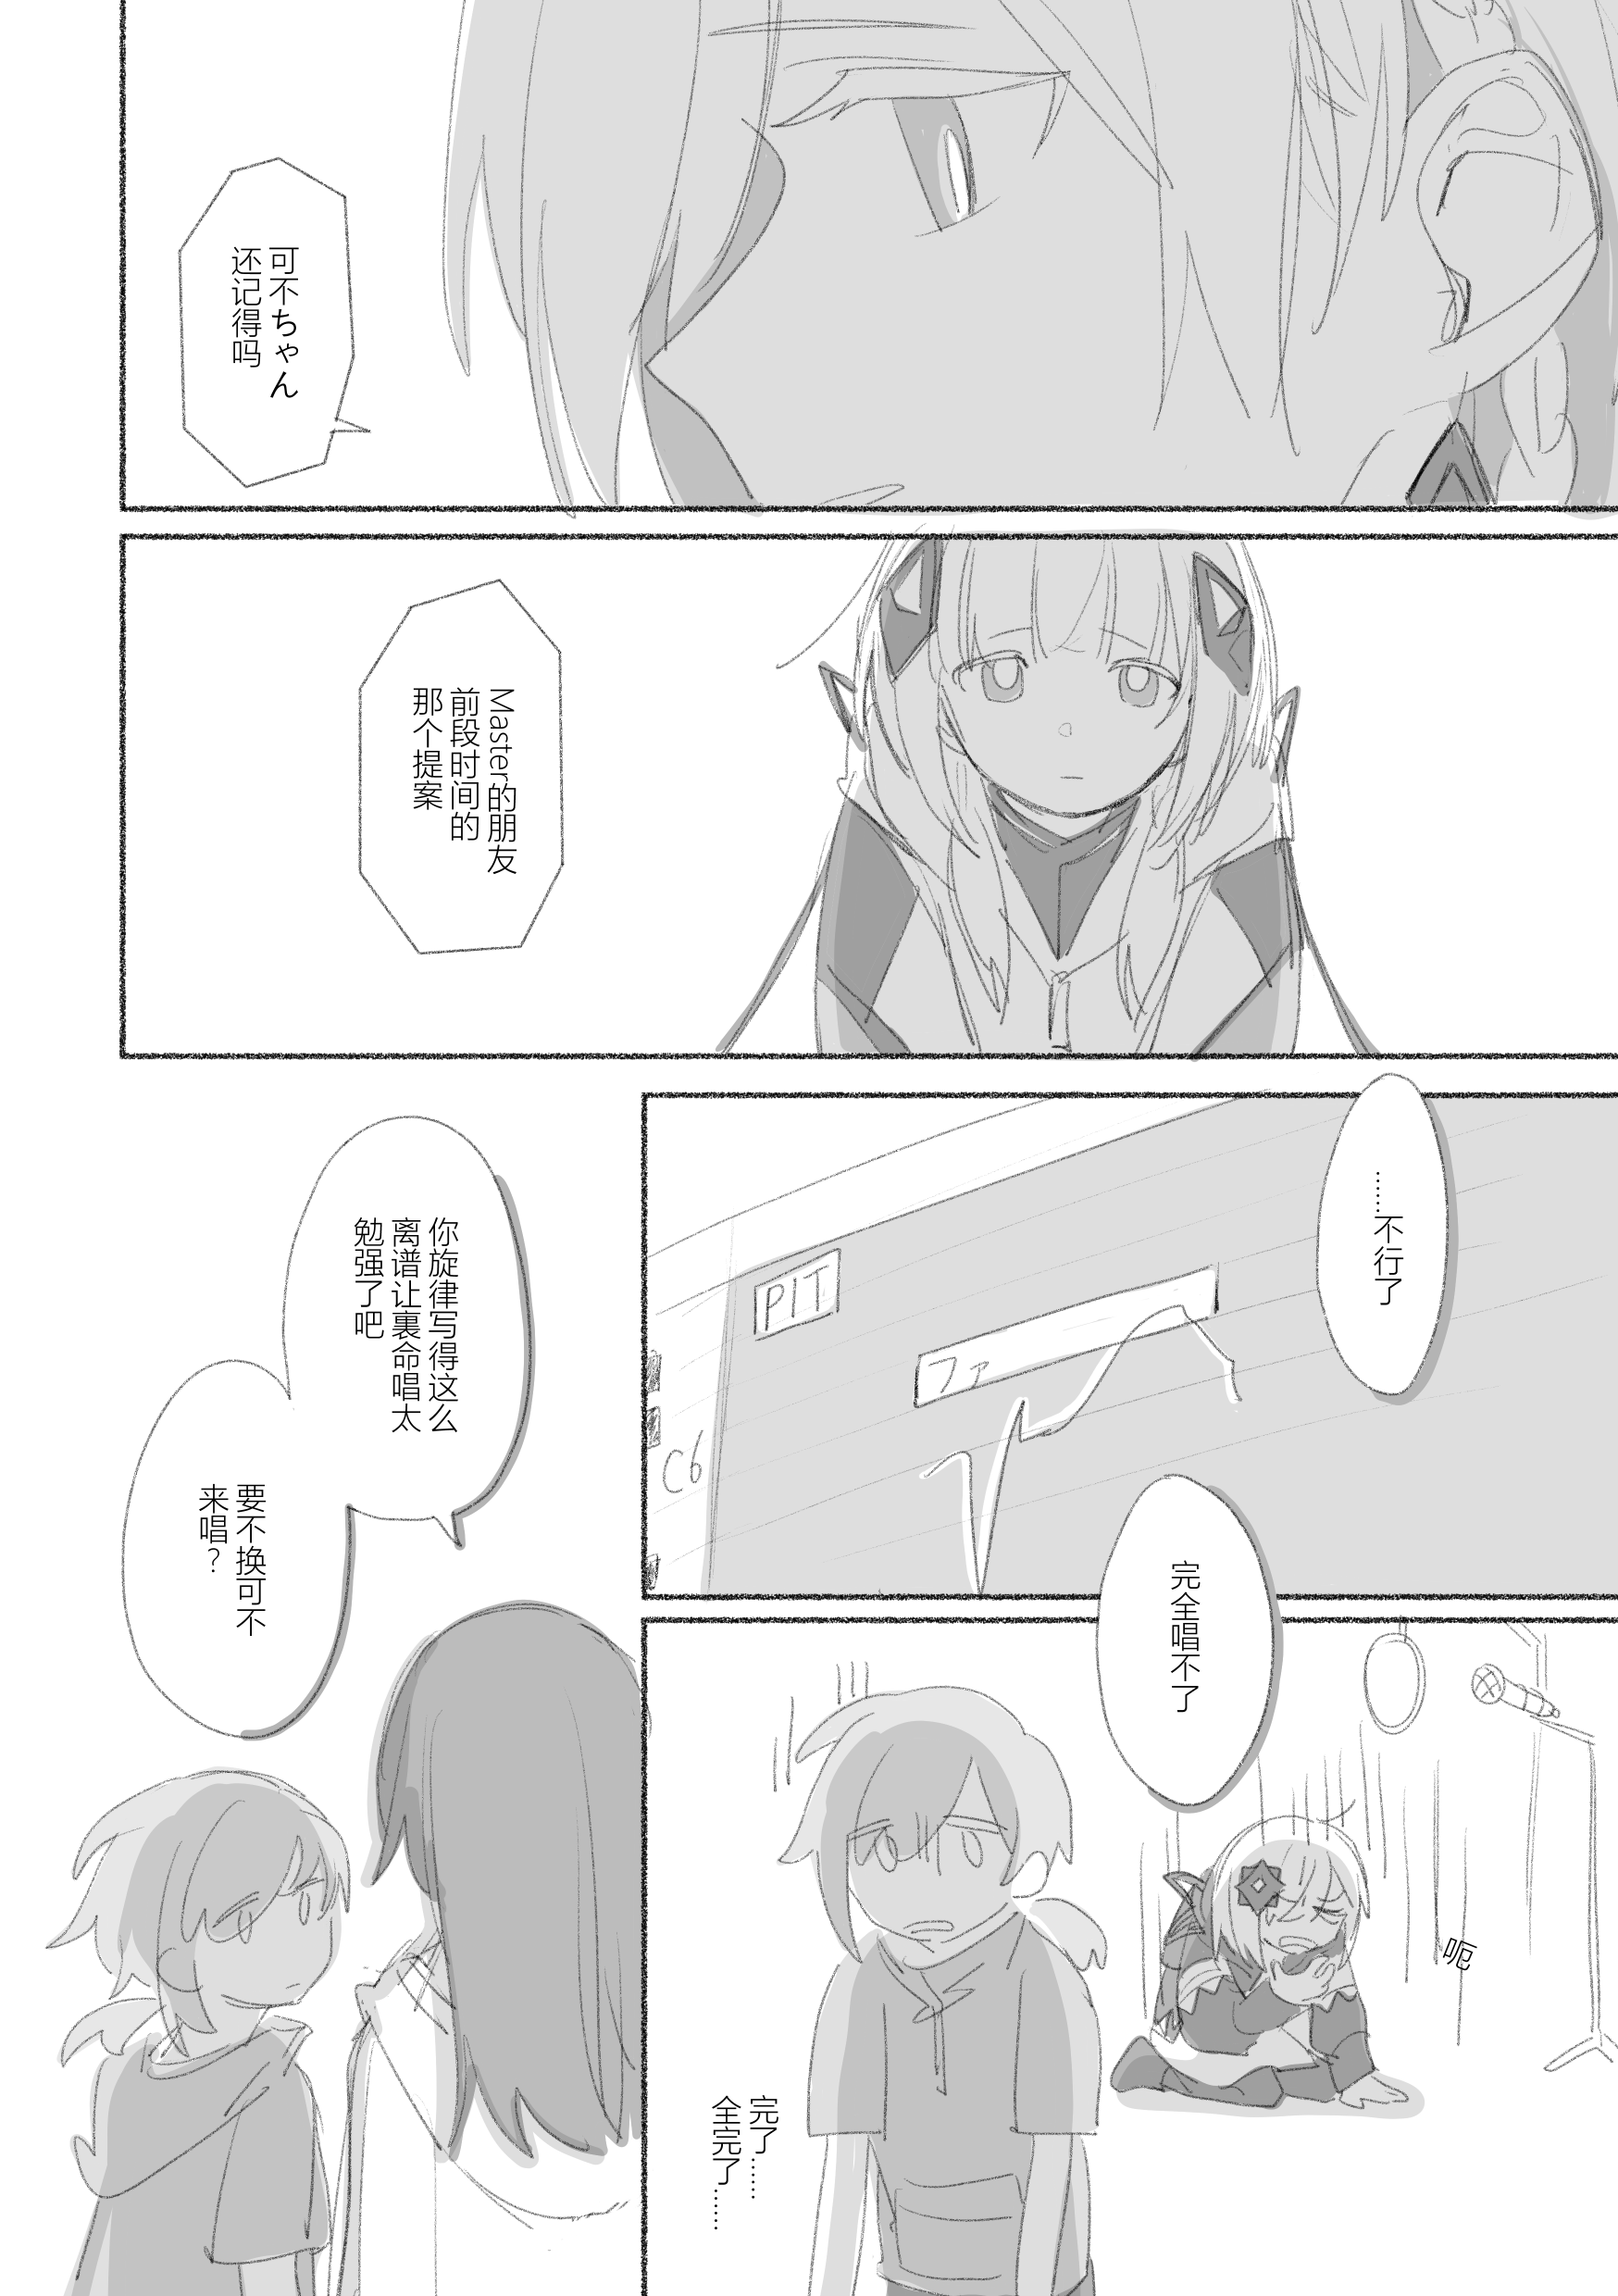 可不ちゃん
还记得吗
Master的朋友
前段时间的
那个提案
……不行了
PIT
ファ
C6
完全唱不了
呃
完了……
全完了……
你旋律写得这么
离谱让裏命唱太
勉强了吧
要不换可不
来唱？